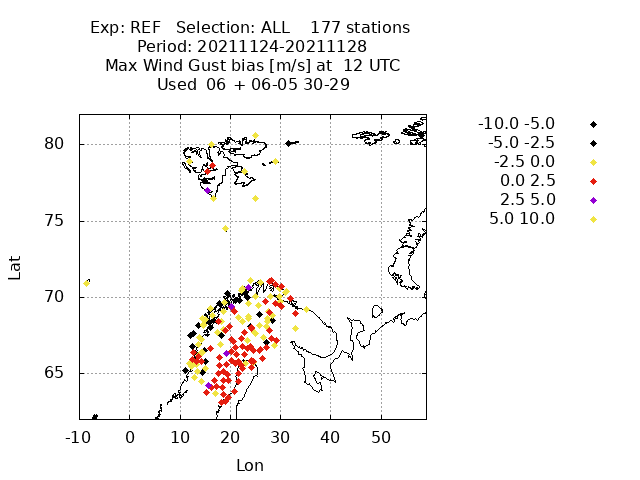 Exp: REF   Selection: ALL    177 stations
Period: 20211124-20211128
Max Wind Gust bias [m/s] at  12 UTC
Used  06 + 06-05 30-29
-10.0 -5.0
-5.0 -2.5
-2.5 0.0
0.0 2.5
2.5 5.0
5.0 10.0
80
75
70
65
Lat
-10 0 10 20 30 40 50
Lon